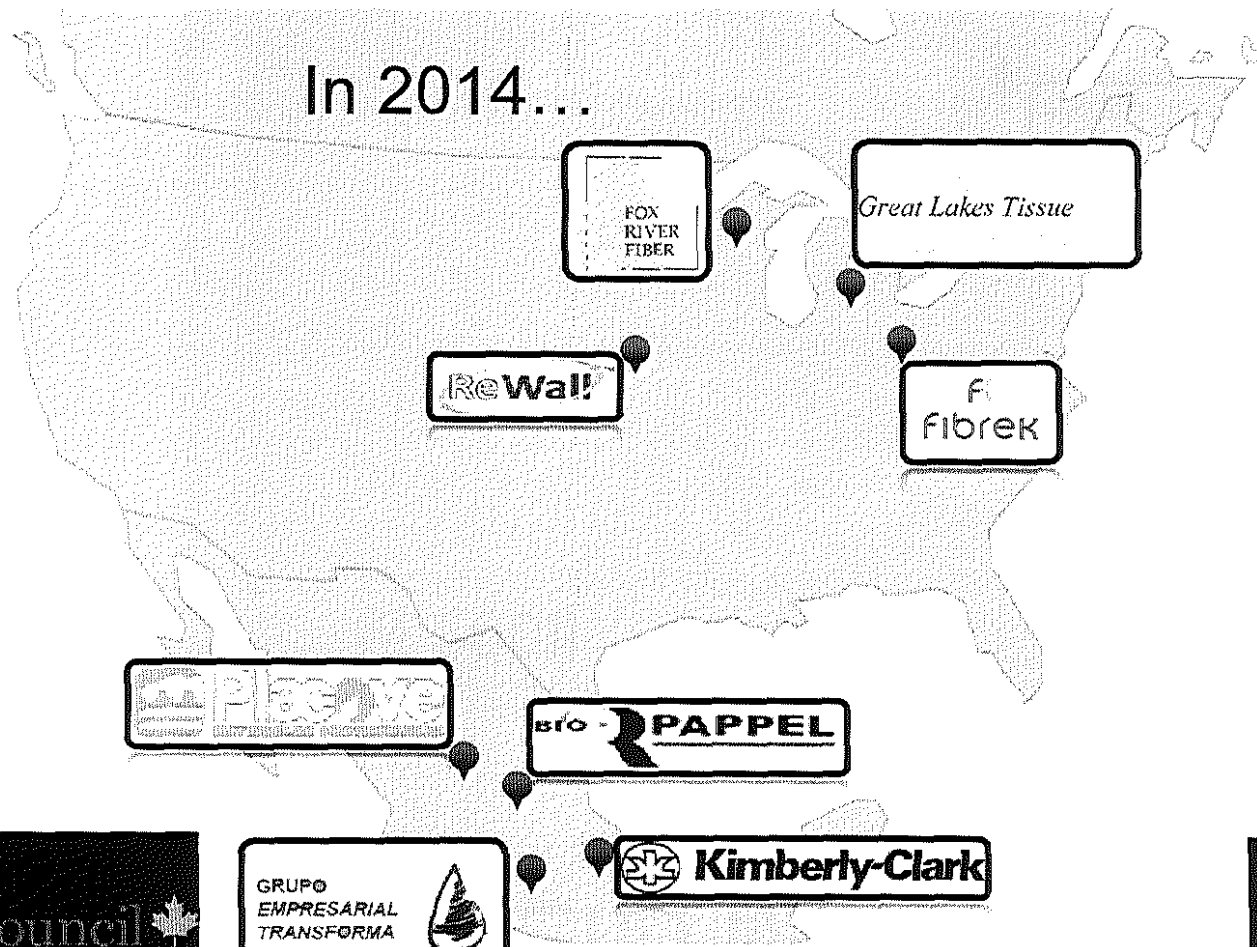 In 2014...
FOX
RIVER
FIBER
Great Lakes Tissue
ReWall
Fibrek
BIO - PAPPEL
Kimberly-Clark
GRUPO
EMPRESARIAL
TRANSFORMA
ouncil